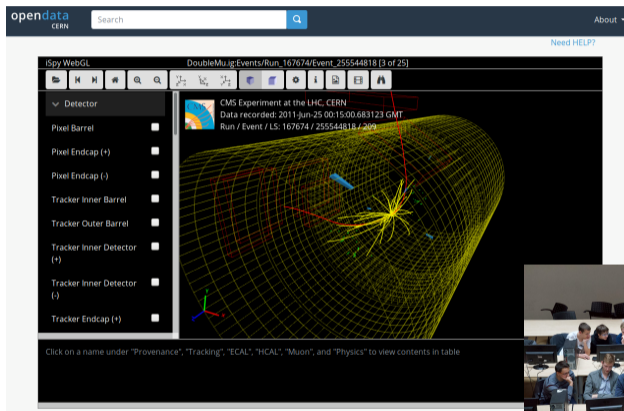 opendata
CERN
Search
About
Need HELP?
iSpy WebGL
DoubleMu.ig:Events/Run_167674/Event_255544818 [3 of 25]
Detector
Pixel Barrel
Pixel Endcap (+)
Pixel Endcap (-)
Tracker Inner Barrel
Tracker Outer Barrel
Tracker Inner Detector
(+)
Tracker Inner Detector
(-)
Tracker Endcap (+)
CMS Experiment at the LHC, CERN
Data recorded: 2011-Jun-25 00:15:00.683123 GMT
Run / Event / LS: 167674 / 255544818 / 209
Click on a name under "Provenance", "Tracking", "ECAL", "HCAL", "Muon", and "Physics" to view contents in table